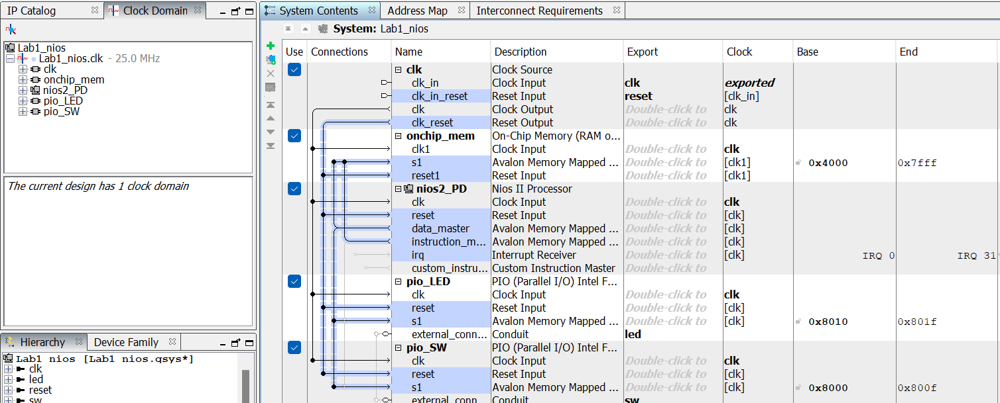 IP Catalog
Clock Domain
Lab1_nios
Lab1_nios.clk - 25.0 MHz
clk
onchip_mem
nios2_PD
pio_LED
pio_SW
The current design has 1 clock domain
Hierarchy
Device Family
Lab1 nios [Lab1 nios.qsys*]
clk
led
reset
sw
System Contents
Address Map
Interconnect Requirements
System: Lab1_nios
Use Connections Name Description Export Clock Base End
clk Clock Source
clk_in Clock Input clk exported
clk_in_reset Reset Input reset [clk_in]
clk Clock Output Double-click to clk
clk_reset Reset Output Double-click to clk
onchip_mem On-Chip Memory (RAM o...
clk1 Clock Input Double-click to clk
s1 Avalon Memory Mapped ... Double-click to [clk1] 0x4000 0x7fff
reset1 Reset Input Double-click to [clk1]
nios2_PD Nios II Processor
clk Clock Input Double-click to clk
reset Reset Input Double-click to [clk]
data_master Avalon Memory Mapped ... Double-click to [clk]
instruction_m... Avalon Memory Mapped ... Double-click to [clk]
irq Interrupt Receiver Double-click to [clk] IRQ 0 IRQ 31
custom_instru... Custom Instruction Master Double-click to
pio_LED PIO (Parallel I/O) Intel F...
clk Clock Input Double-click to clk
reset Reset Input Double-click to [clk]
s1 Avalon Memory Mapped ... Double-click to [clk] 0x8010 0x801f
external_conn... Conduit led
pio_SW PIO (Parallel I/O) Intel F...
clk Clock Input Double-click to clk
reset Reset Input Double-click to [clk]
s1 Avalon Memory Mapped ... Double-click to [clk] 0x8000 0x800f
external_conn... Conduit sw